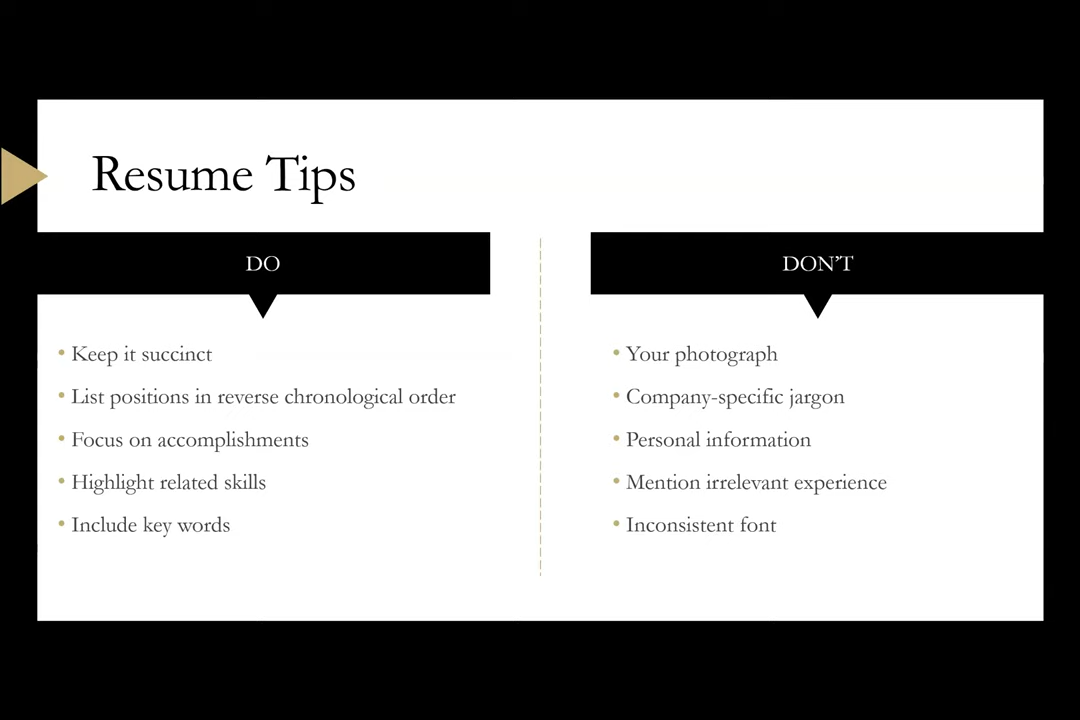 Resume Tips
DO
• Keep it succinct
• List positions in reverse chronological order
• Focus on accomplishments
• Highlight related skills
• Include key words
DON’T
• Your photograph
• Company-specific jargon
• Personal information
• Mention irrelevant experience
• Inconsistent font